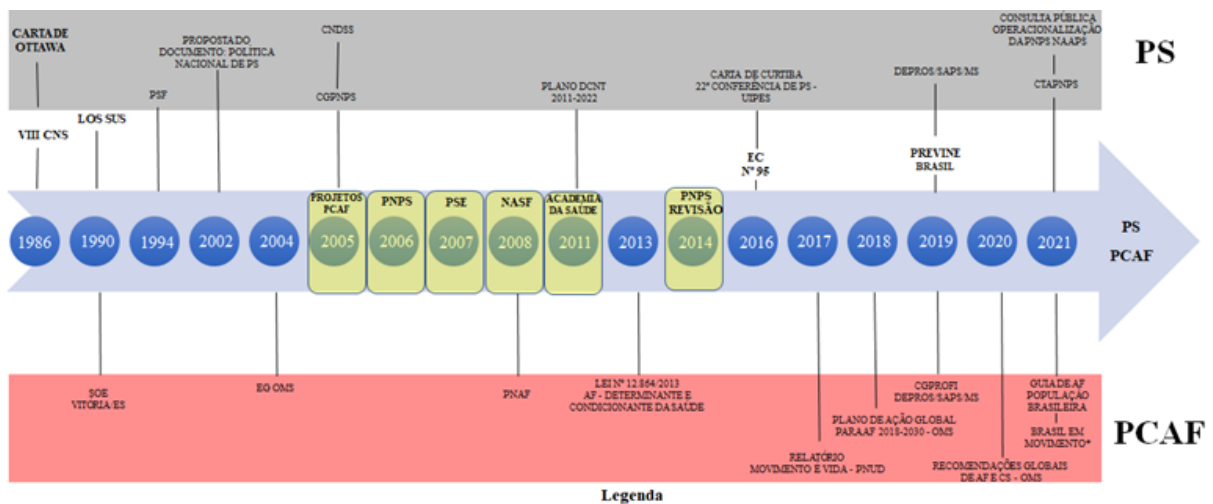 CARTA DE
OTTAWA
VIII CNS
LOS SUS
PSF
PROPOSTA DO
DOCUMENTO: POLÍTICA
NACIONAL DE PS
CNDSS
CGPNPS
PLANO DCNT
2011-2022
CARTA DE CURITIBA
22ª CONFERÊNCIA DE PS -
UIPES
EC
Nº 95
DEPROS/SAPS/MS
PREVINE
BRASIL
CONSULTA PÚBLICA
OPERACIONALIZAÇÃO
DA PNPS NA APS
CTAPNPS
PS
PROJETOS
PCAF
PNPS
PSE
NASF
ACADEMIA
DA SAÚDE
PNPS
REVISÃO
1986
1990
1994
2002
2004
2005
2006
2007
2008
2011
2013
2014
2016
2017
2018
2019
2020
2021
PS
PCAF
SOE
VITÓRIA/ES
EG OMS
PNAF
LEI Nº 12.864/2013
AF - DETERMINANTE E
CONDICIONANTE DA SAÚDE
RELATÓRIO
MOVIMENTO É VIDA - PNUD
PLANO DE AÇÃO GLOBAL
PARA AF 2018-2030 - OMS
CGPROFI
DEPROS/SAPS/MS
RECOMENDAÇÕES GLOBAIS
DE AF E CS - OMS
GUIA DE AF
POPULAÇÃO
BRASILEIRA
BRASIL EM
MOVIMENTO*
PCAF
Legenda